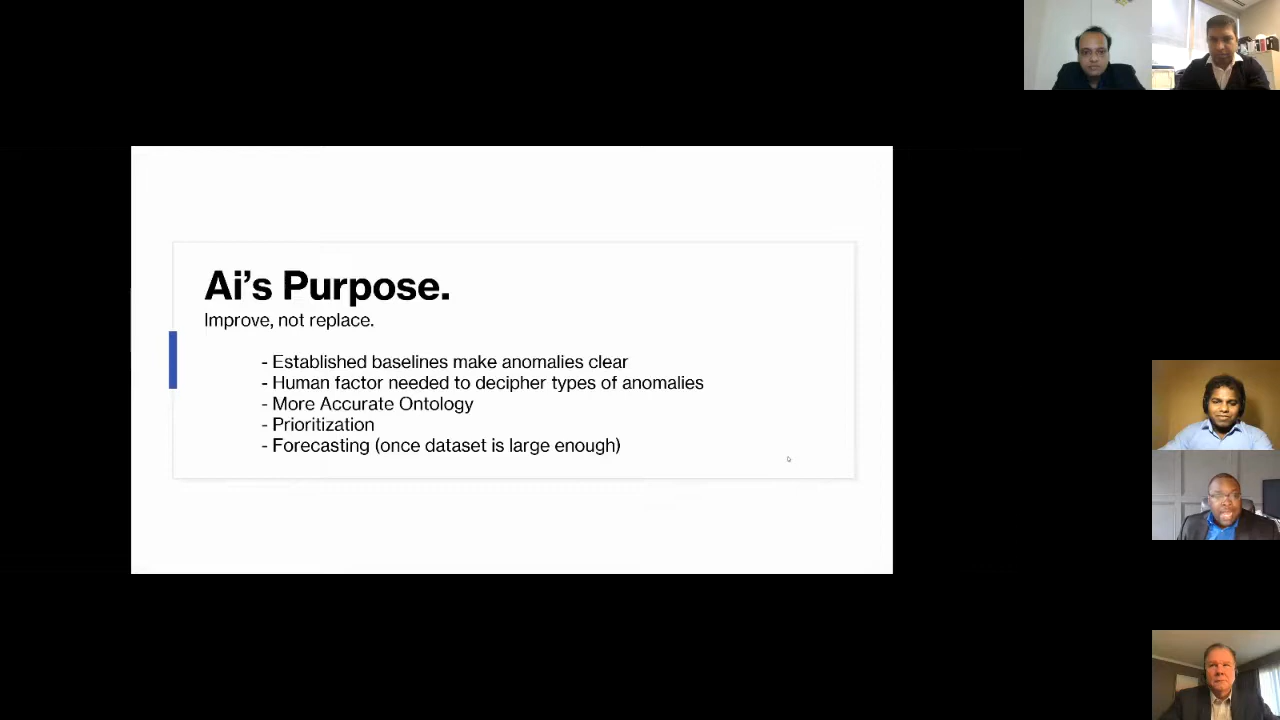 Ai's Purpose.
Improve, not replace.
- Established baselines make anomalies clear
- Human factor needed to decipher types of anomalies
- More Accurate Ontology
- Prioritization
- Forecasting (once dataset is large enough)